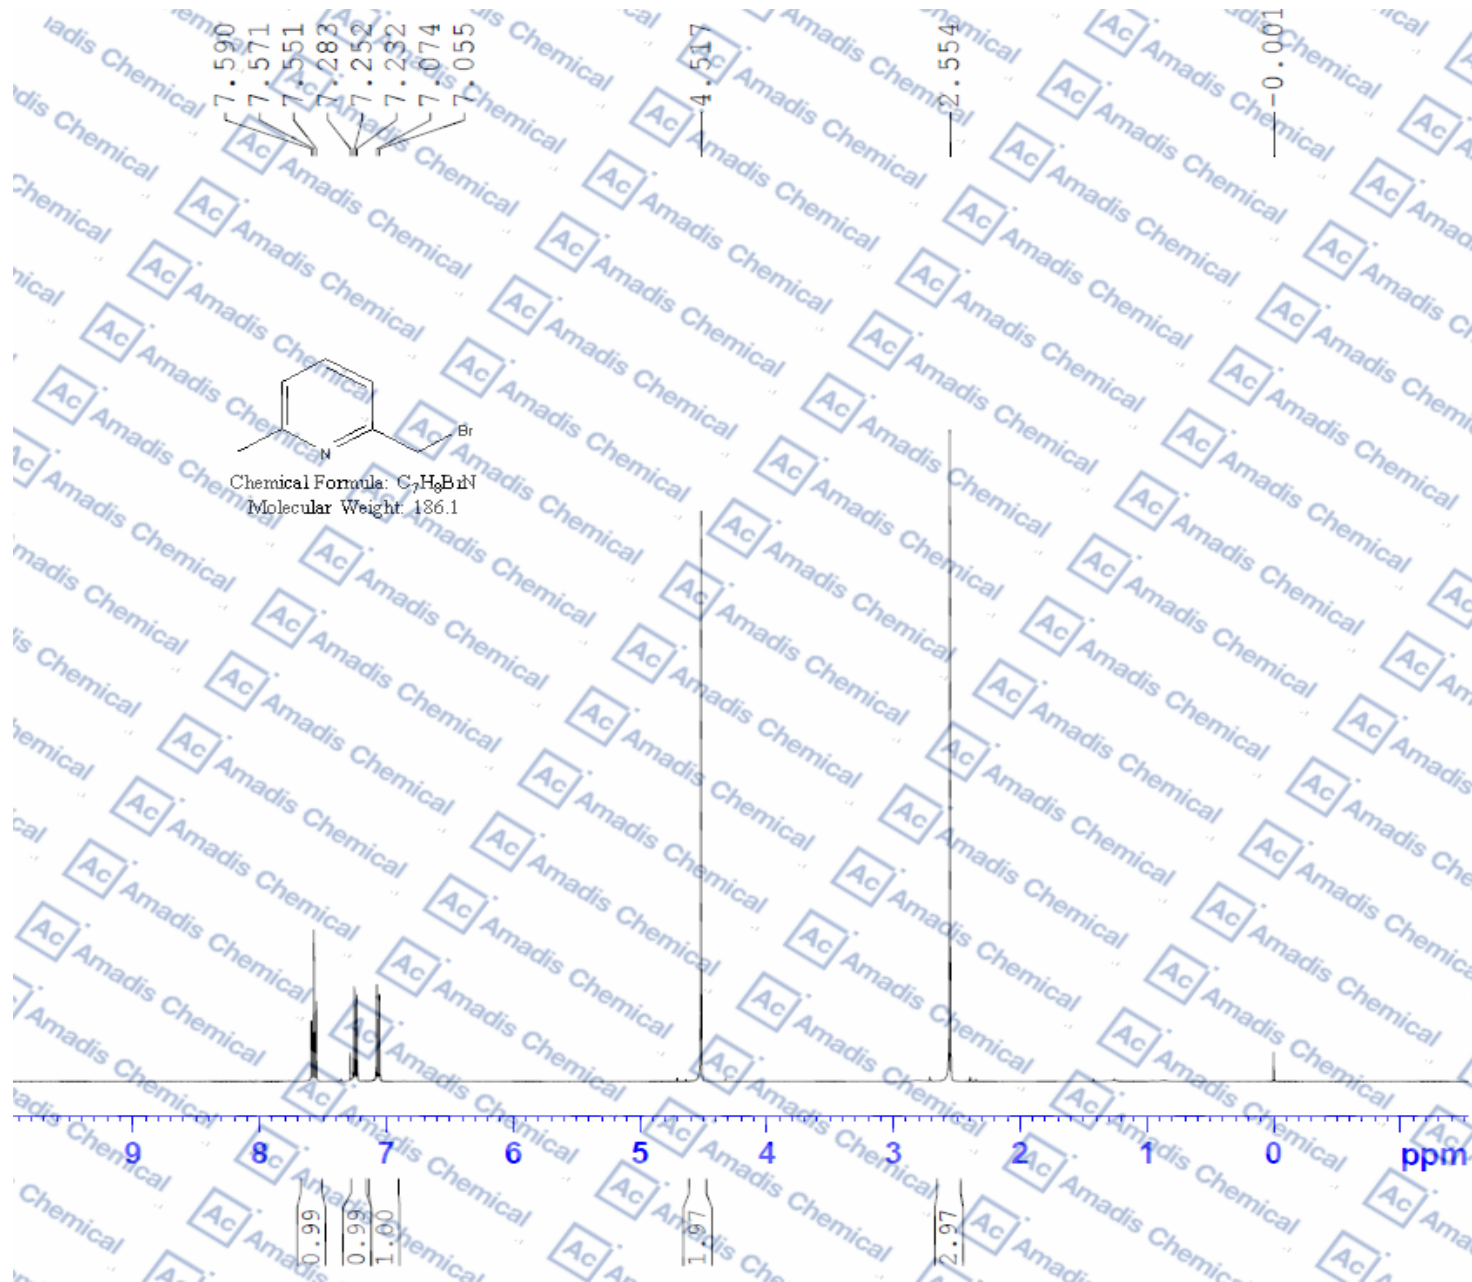 7.590
7.571
7.551
7.283
7.252
7.232
7.074
7.055
4.517
2.554
-0.001
Br
N
Chemical Formula: C₇H₈BrN
Molecular Weight: 186.1
9 8 7 6 5 4 3 2 1 0 ppm
0.99
0.99
1.00
1.97
2.97
Ac Amadis Chemical